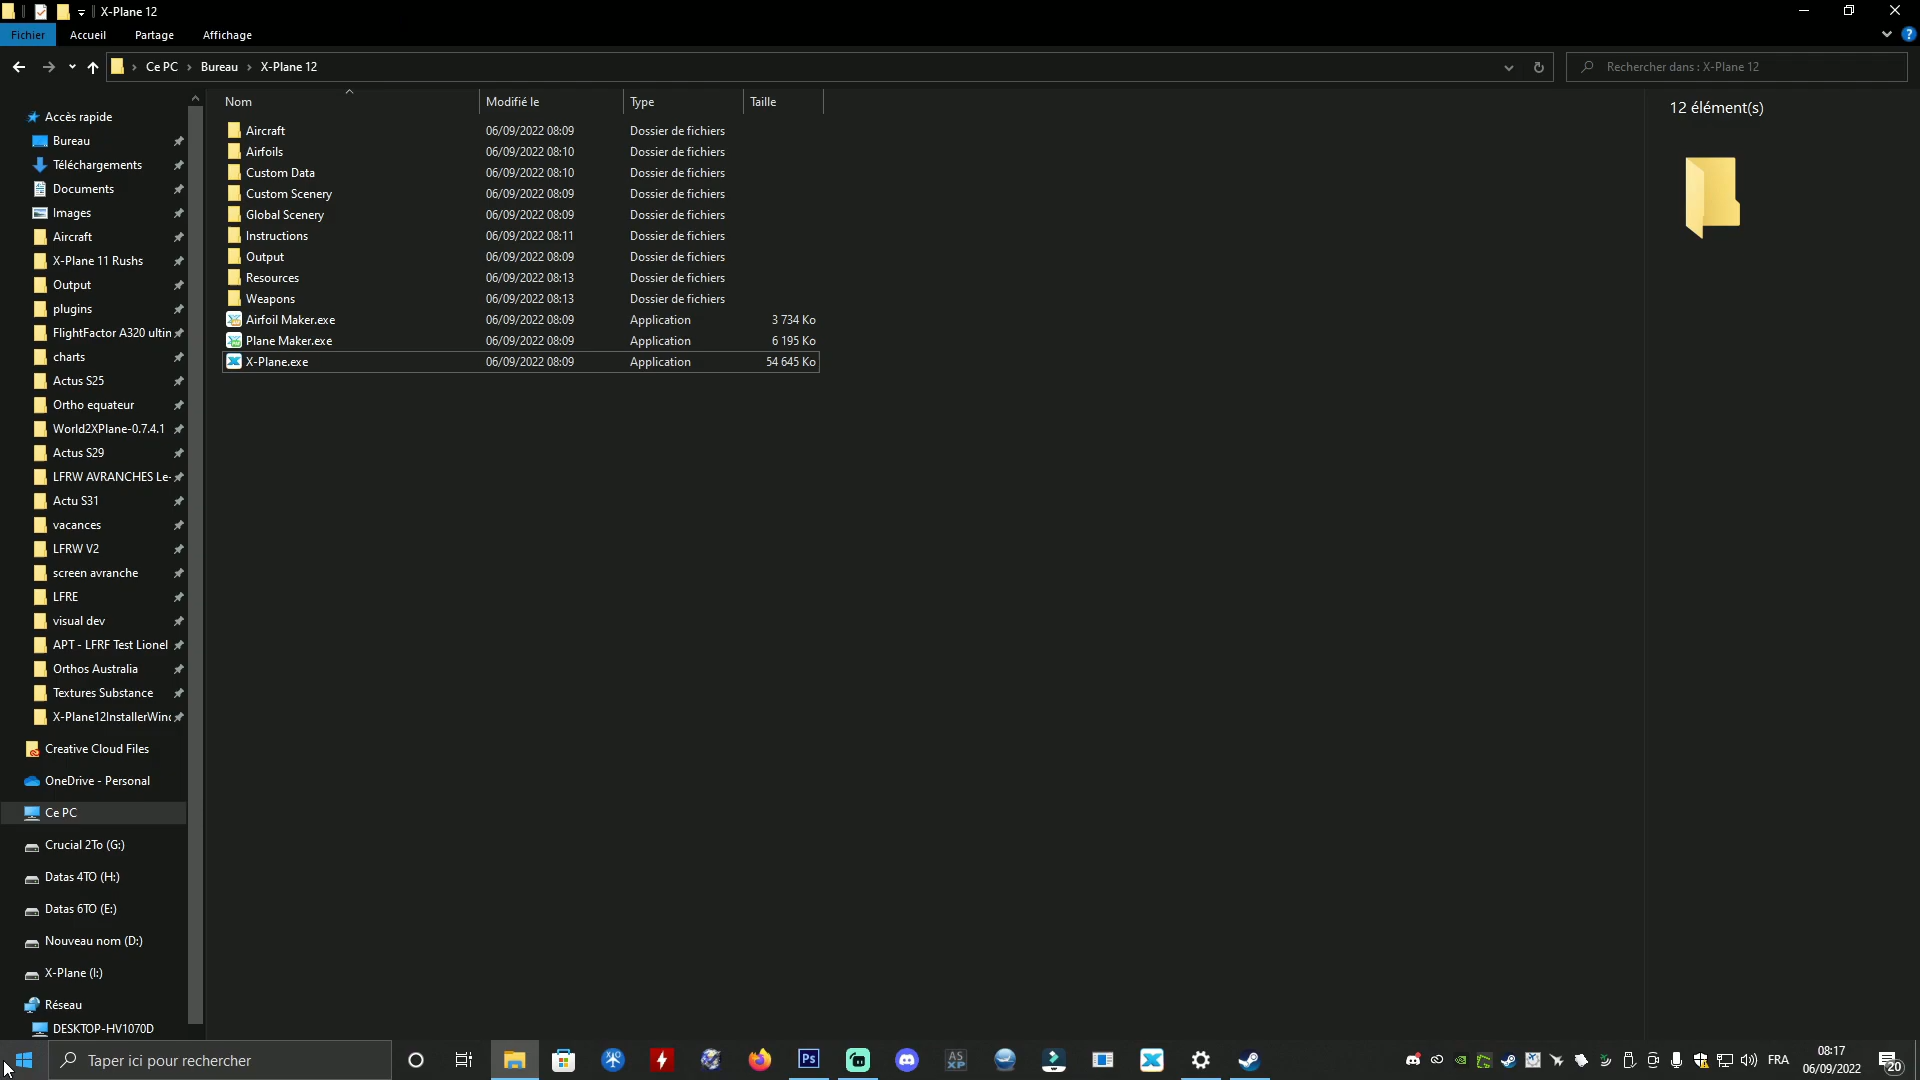 X-Plane 12
Fichier Accueil Partage Affichage
Ce PC Bureau X-Plane 12
Rechercher dans : X-Plane 12
Nom Modifié le Type Taille
Aircraft 06/09/2022 08:09 Dossier de fichiers
Airfoils 06/09/2022 08:10 Dossier de fichiers
Custom Data 06/09/2022 08:10 Dossier de fichiers
Custom Scenery 06/09/2022 08:09 Dossier de fichiers
Global Scenery 06/09/2022 08:09 Dossier de fichiers
Instructions 06/09/2022 08:11 Dossier de fichiers
Output 06/09/2022 08:09 Dossier de fichiers
Resources 06/09/2022 08:13 Dossier de fichiers
Weapons 06/09/2022 08:13 Dossier de fichiers
Airfoil Maker.exe 06/09/2022 08:09 Application 3 734 Ko
Plane Maker.exe 06/09/2022 08:09 Application 6 195 Ko
X-Plane.exe 06/09/2022 08:09 Application 54 645 Ko
12 élément(s)
Accès rapide
Bureau
Téléchargements
Documents
Images
Aircraft
X-Plane 11 Rushs
Output
plugins
FlightFactor A320 ultin
charts
Actus S25
Ortho equateur
World2XPlane-0.7.4.1
Actus S29
LFRW AVRANCHES Le-
Actu S31
vacances
LFRW V2
screen avranche
LFRE
visual dev
APT - LFRF Test Lionel
Orthos Australia
Textures Substance
X-Plane12InstallerWinc
Creative Cloud Files
OneDrive - Personal
Ce PC
Crucial 2To (G:)
Datas 4TO (H:)
Datas 6TO (E:)
Nouveau nom (D:)
X-Plane (I:)
Réseau
DESKTOP-HV1070D
Taper ici pour rechercher
Ps
AS
XP
FRA
08:17
06/09/2022
20